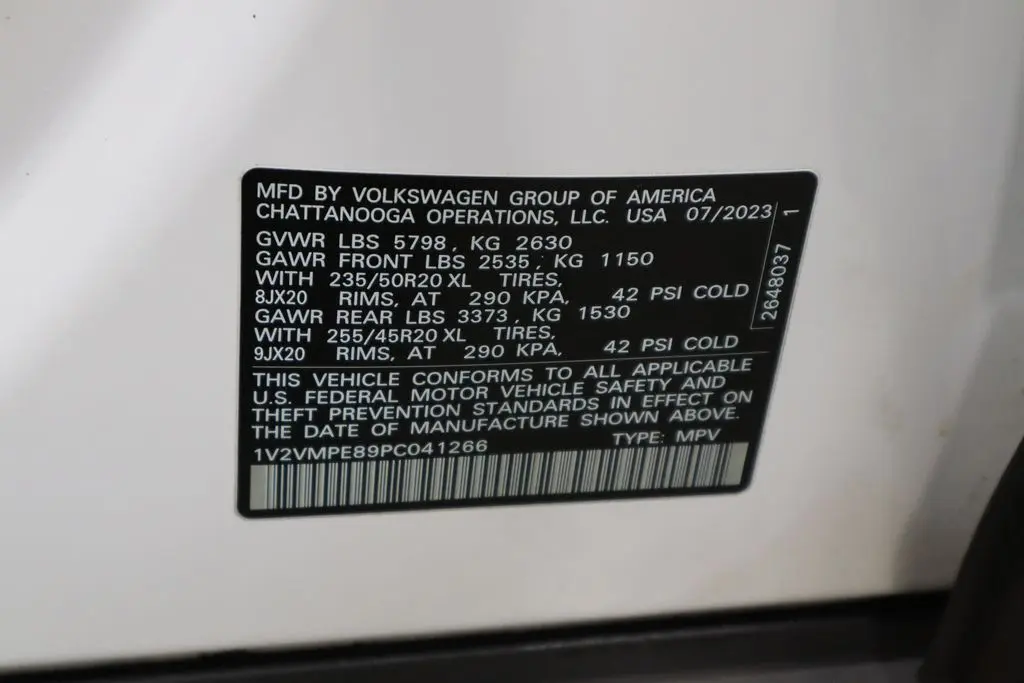 MFD BY VOLKSWAGEN GROUP OF AMERICA
CHATTANOOGA OPERATIONS, LLC. USA 07/2023
GVWR LBS 5798, KG 2630
GAWR FRONT LBS 2535, KG 1150
WITH 235/50R20 XL TIRES,
8JX20 RIMS, AT 290 KPA, 42 PSI COLD
GAWR REAR LBS 3373, KG 1530
WITH 255/45R20 XL TIRES,
9JX20 RIMS, AT 290 KPA, 42 PSI COLD
THIS VEHICLE CONFORMS TO ALL APPLICABLE
U.S. FEDERAL MOTOR VEHICLE SAFETY AND
THEFT PREVENTION STANDARDS IN EFFECT ON
THE DATE OF MANUFACTURE SHOWN ABOVE.
1V2VMPE89PC041266 TYPE: MPV
2648037 1